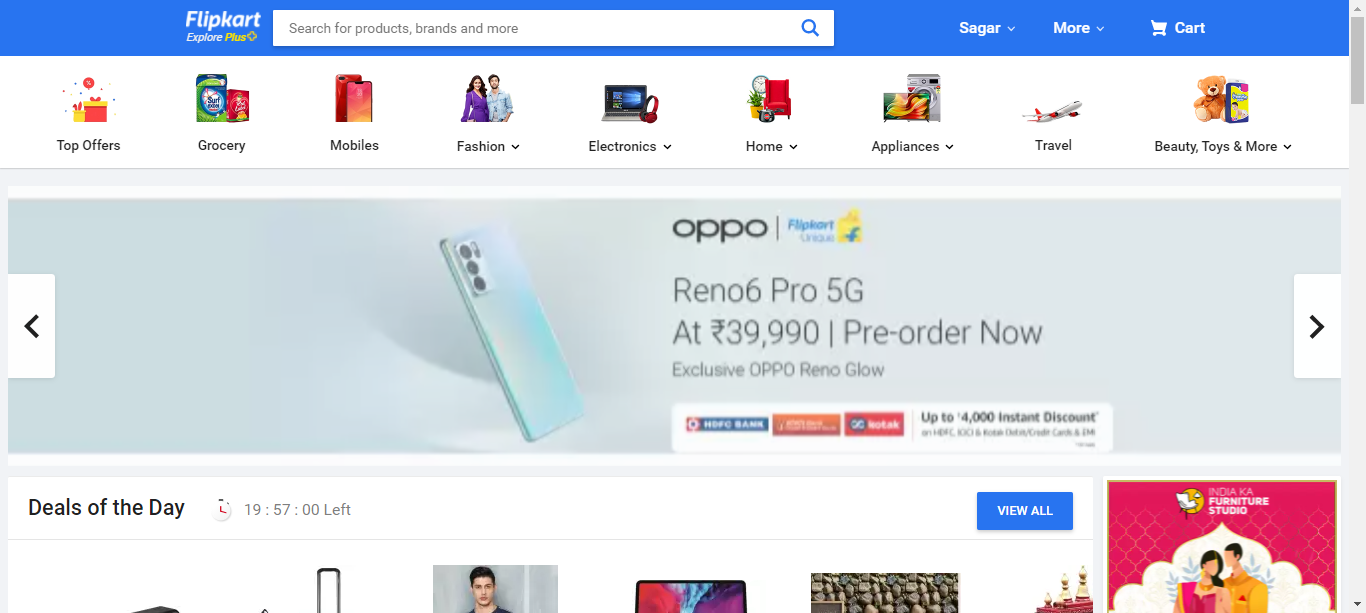 Flipkart
Explore Plus
Search for products, brands and more
Sagar
More
Cart
Top Offers
Grocery
Mobiles
Fashion
Electronics
Home
Appliances
Travel
Beauty, Toys & More
oppo
Flipkart
Unique
Reno6 Pro 5G
At ₹39,990 | Pre-order Now
Exclusive OPPO Reno Glow
HDFC BANK
kotak
Up to ₹4,000 Instant Discount*
on HDFC, ICICI & Kotak Debit/Credit Cards & EMI
Deals of the Day
19 : 57 : 00 Left
VIEW ALL
INDIA KA
FURNITURE
STUDIO